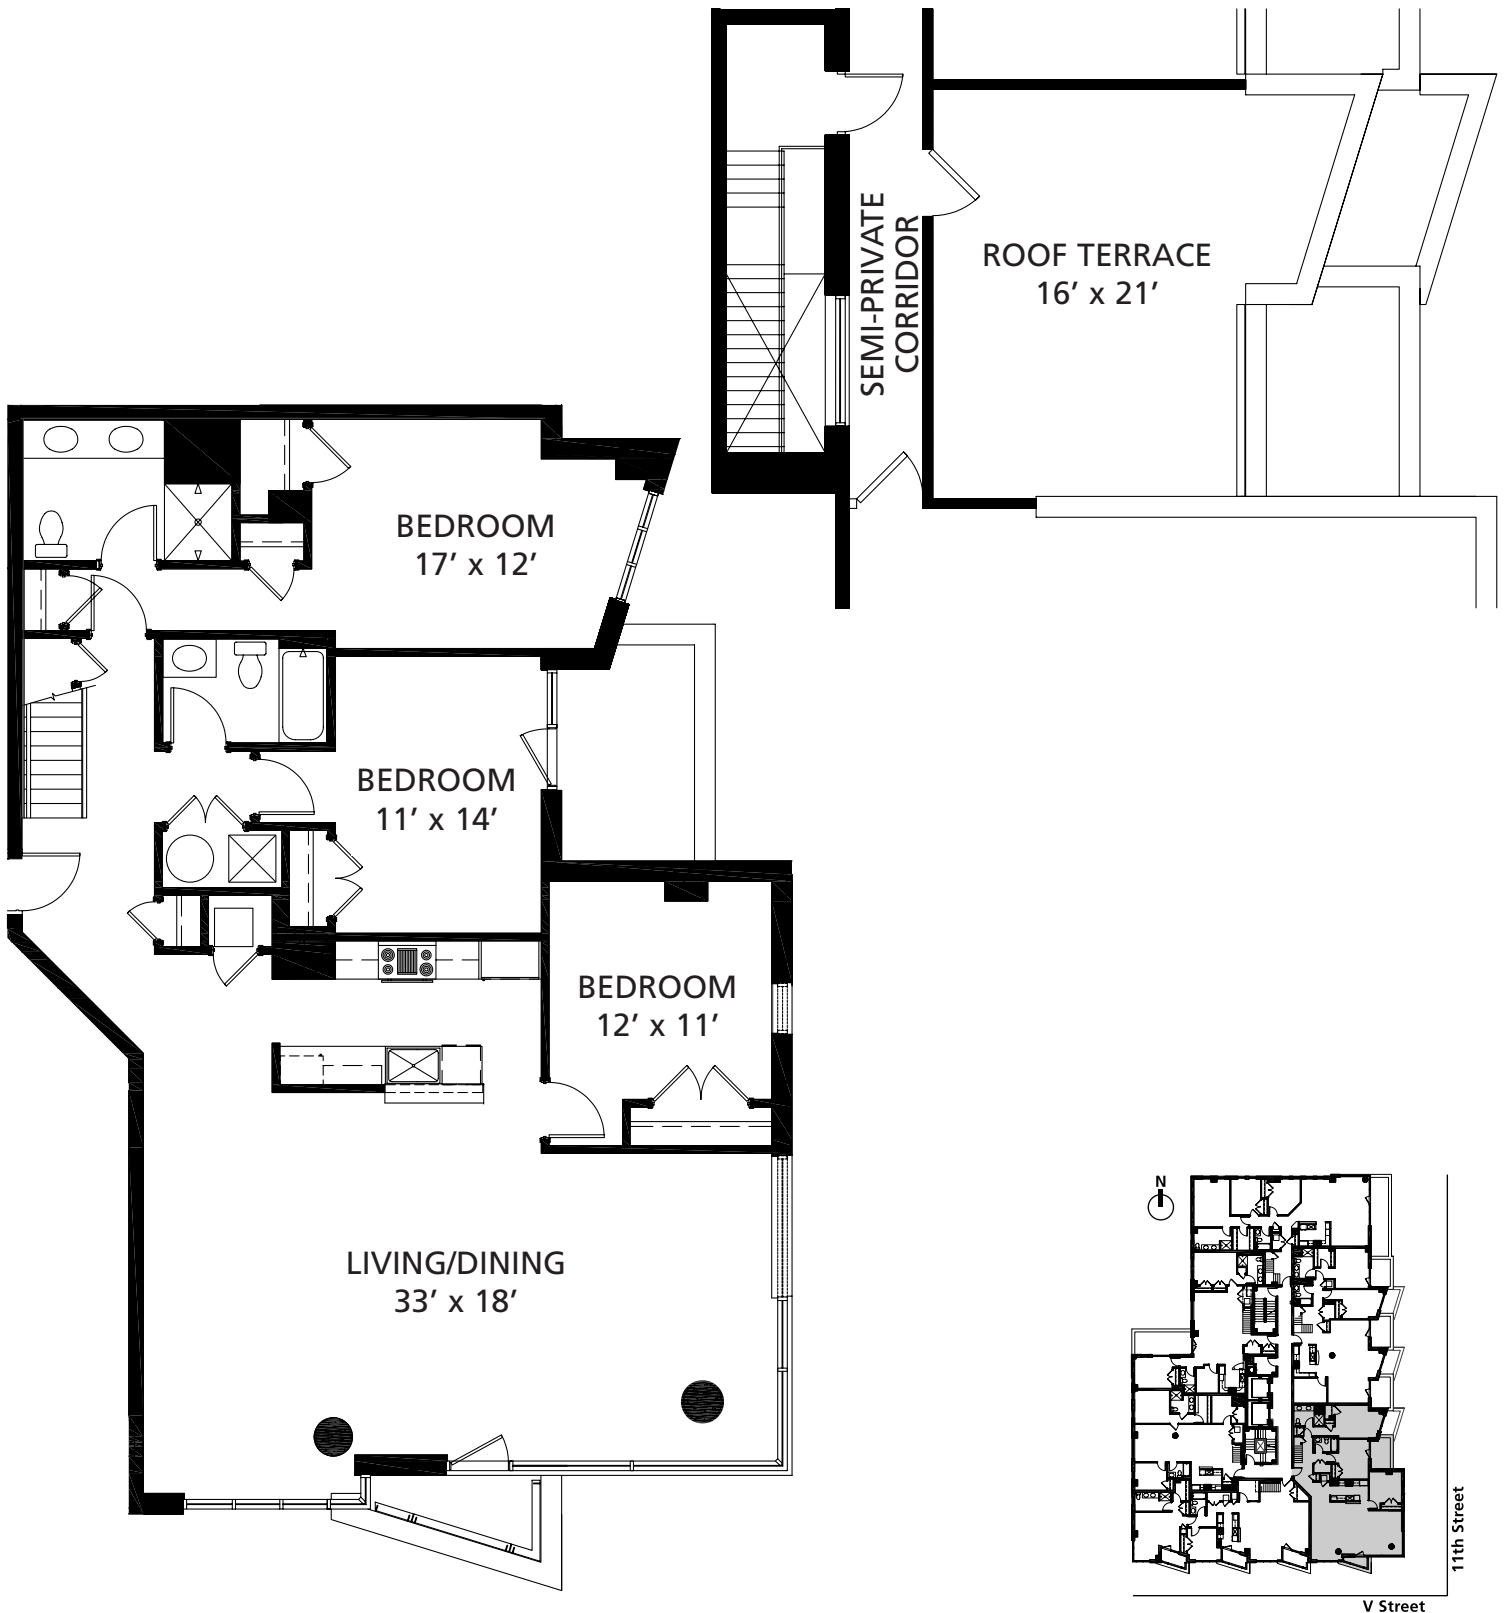 SEMI-PRIVATE
CORRIDOR
ROOF TERRACE
16’ x 21’
BEDROOM
17’ x 12’
BEDROOM
11’ x 14’
BEDROOM
12’ x 11’
LIVING/DINING
33’ x 18’
N
11th Street
V Street